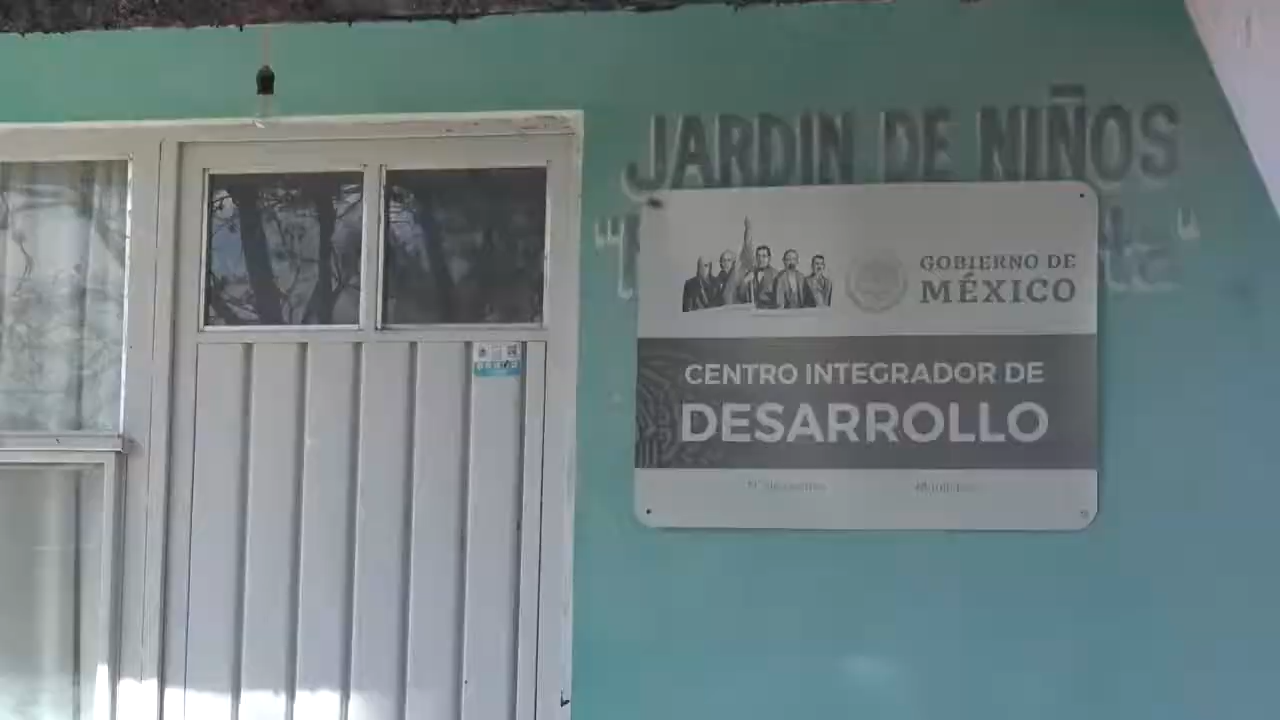 JARDIN DE NIÑOS
GOBIERNO DE
MÉXICO
CENTRO INTEGRADOR DE
DESARROLLO